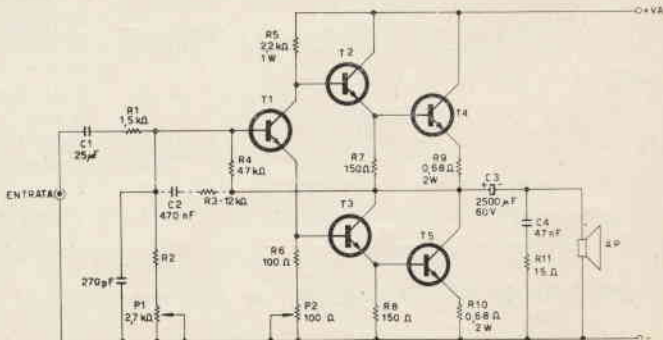 +VA
R5
2,2kΩ
1W
T2
T1
T4
R1
1,5kΩ
C1
25µF
R4
47kΩ
R7
150Ω
R9
0,68Ω
2W
C3
2500µF
60V
ENTRATA
C2
470nF
R3-12kΩ
T3
T5
C4
47nF
AP
R2
R6
100Ω
R11
15Ω
270pF
P1
2,7kΩ
P2
100Ω
R8
150Ω
R10
0,68Ω
2W
-